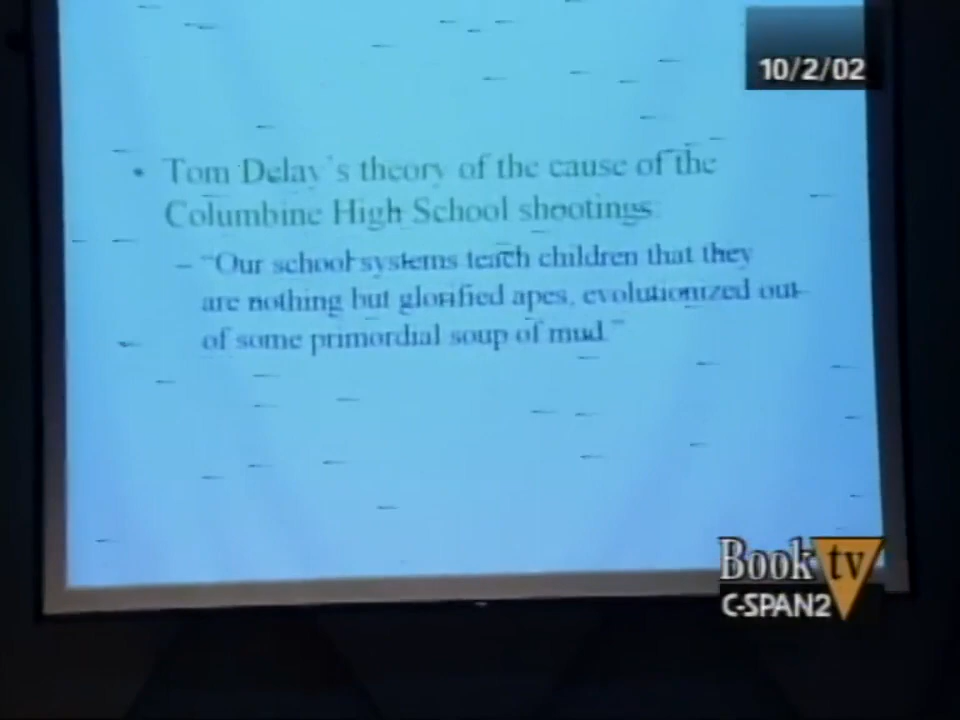 10/2/02
• Tom Delay's theory of the cause of the
Columbine High School shootings:
– "Our school systems teach children that they
are nothing but glorified apes, evolutionized out
of some primordial soup of mud."
Book tv
C-SPAN2